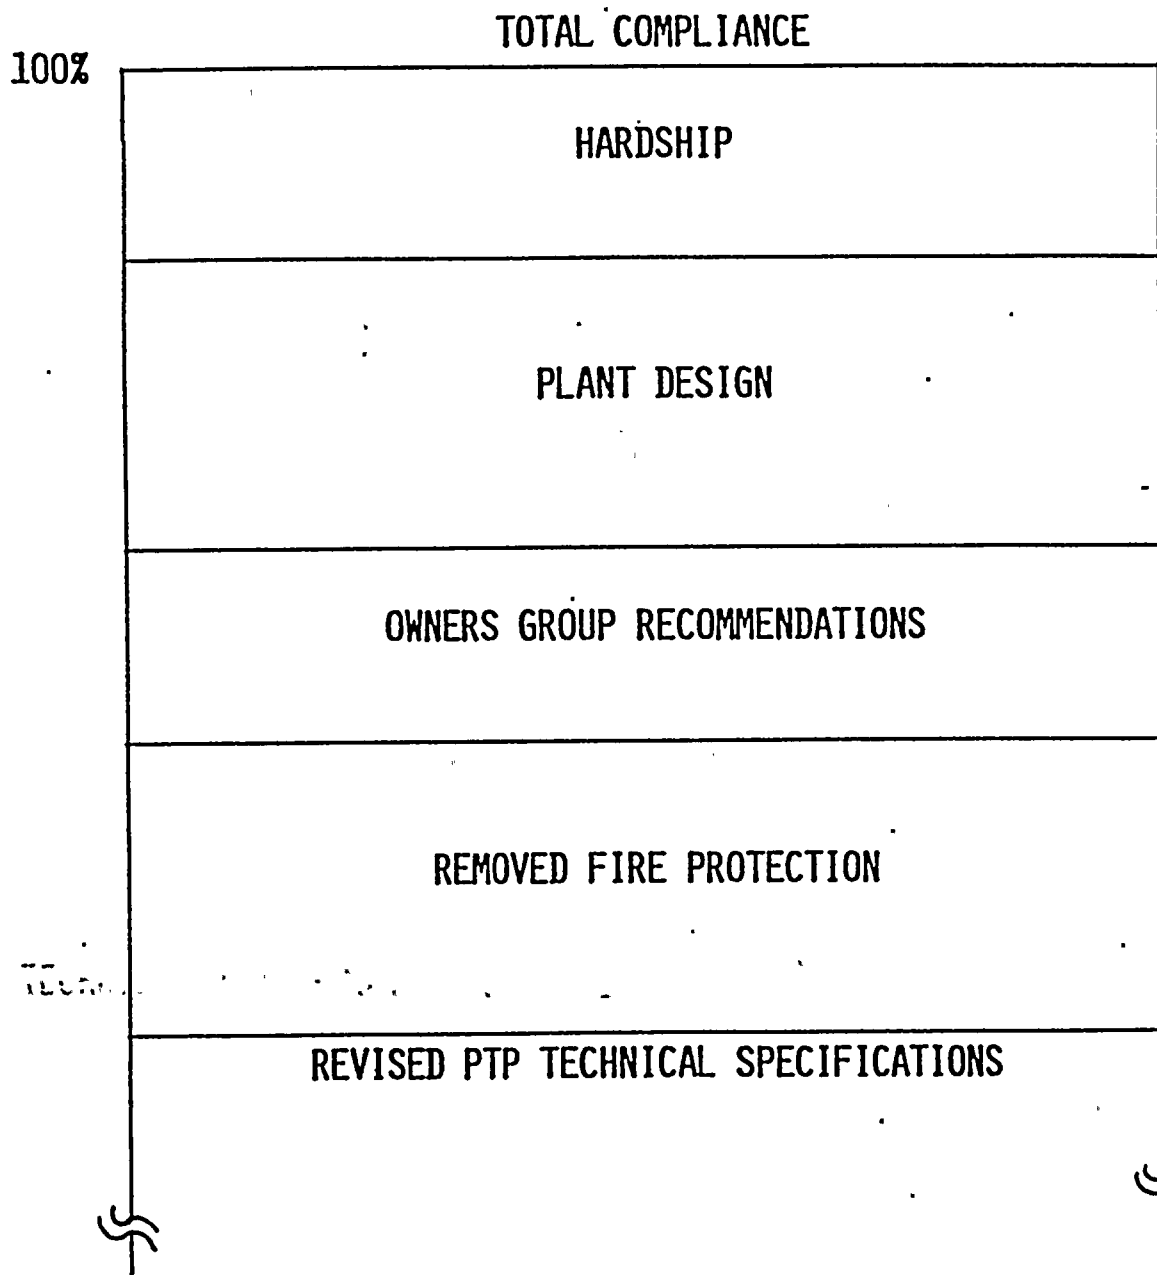 TOTAL COMPLIANCE
100%
HARDSHIP
PLANT DESIGN
OWNERS GROUP RECOMMENDATIONS
REMOVED FIRE PROTECTION
REVISED PTP TECHNICAL SPECIFICATIONS